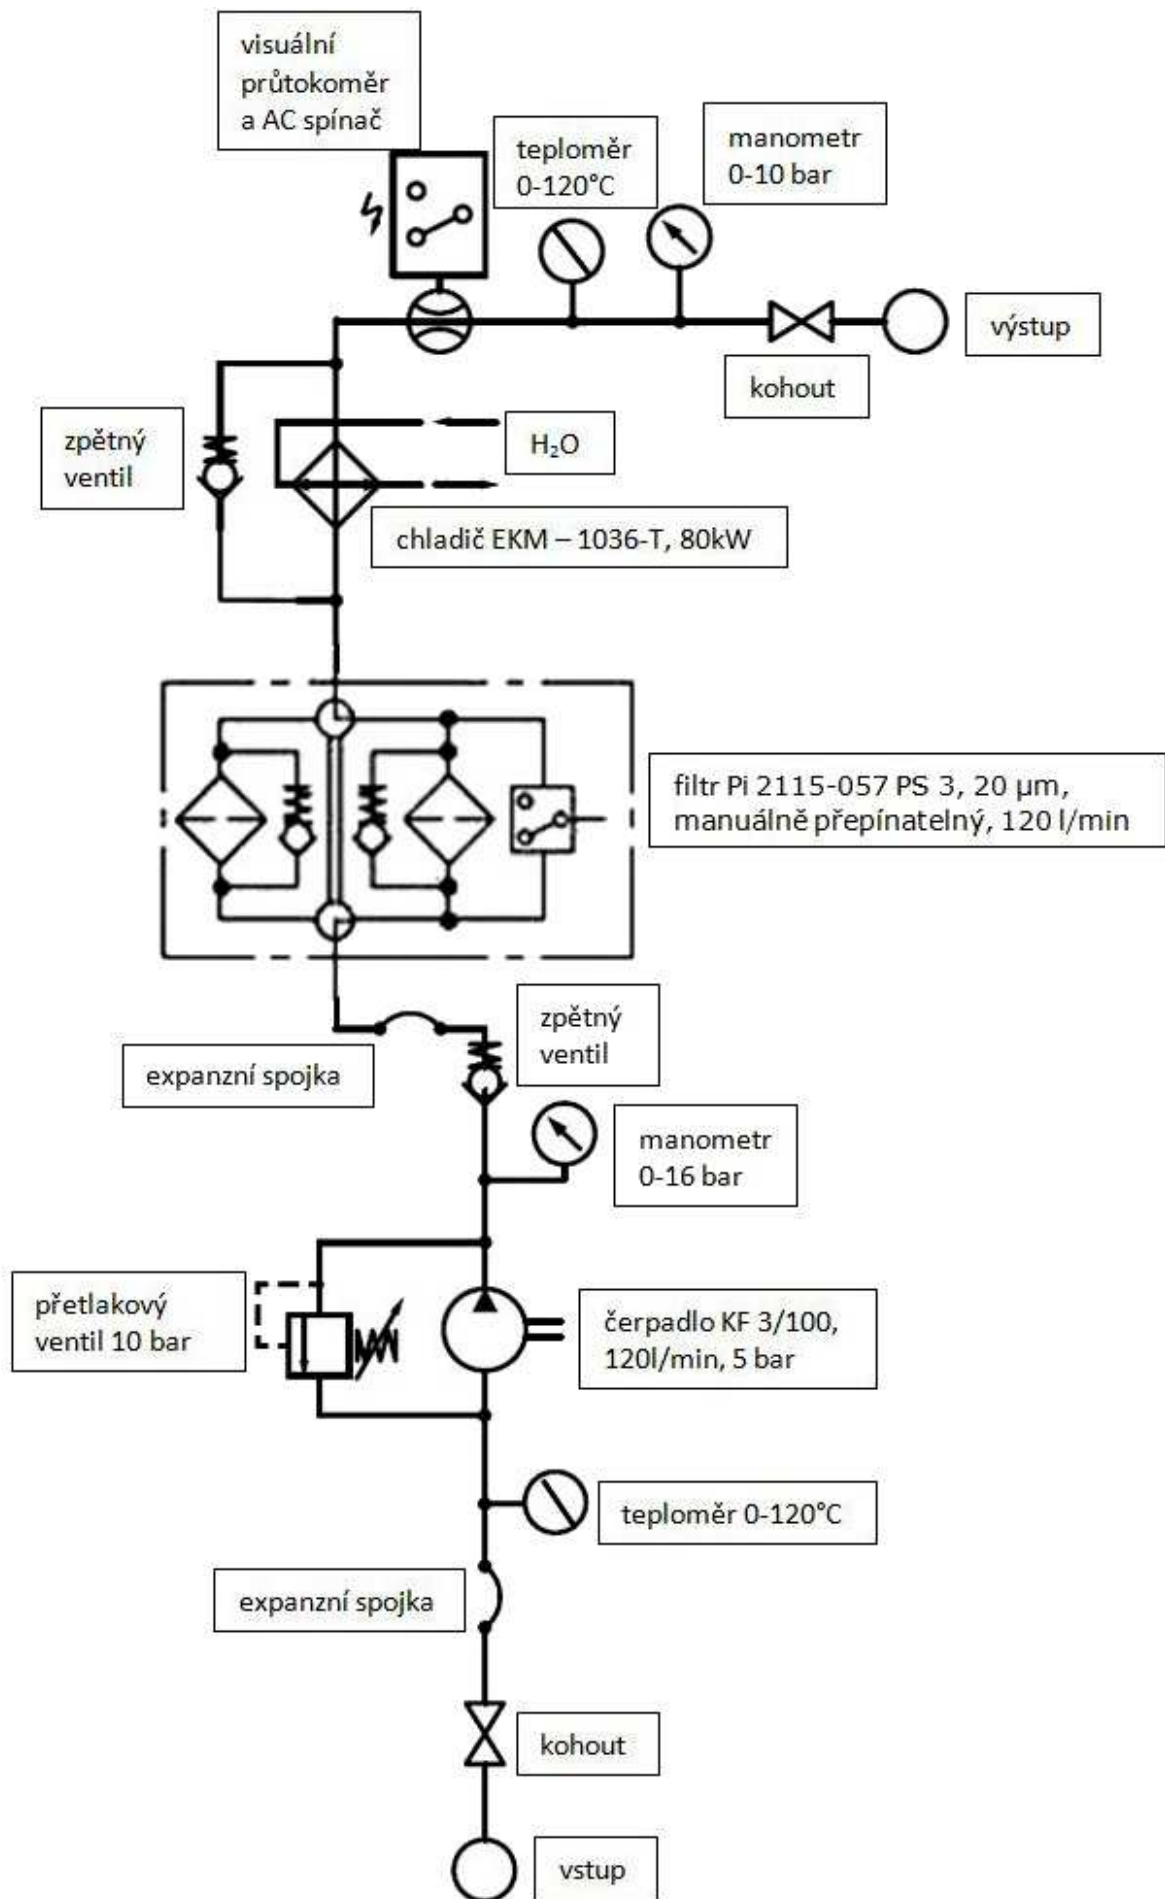 visuální
průtokoměr
a AC spínač
teploměr
0-120°C
manometr
0-10 bar
výstup
kohout
zpětný
ventil
H₂O
chladič EKM – 1036-T, 80kW
filtr Pi 2115-057 PS 3, 20 µm,
manuálně přepínatelný, 120 l/min
zpětný
ventil
expanzní spojka
manometr
0-16 bar
přetlakový
ventil 10 bar
čerpadlo KF 3/100,
120l/min, 5 bar
teploměr 0-120°C
expanzní spojka
kohout
vstup